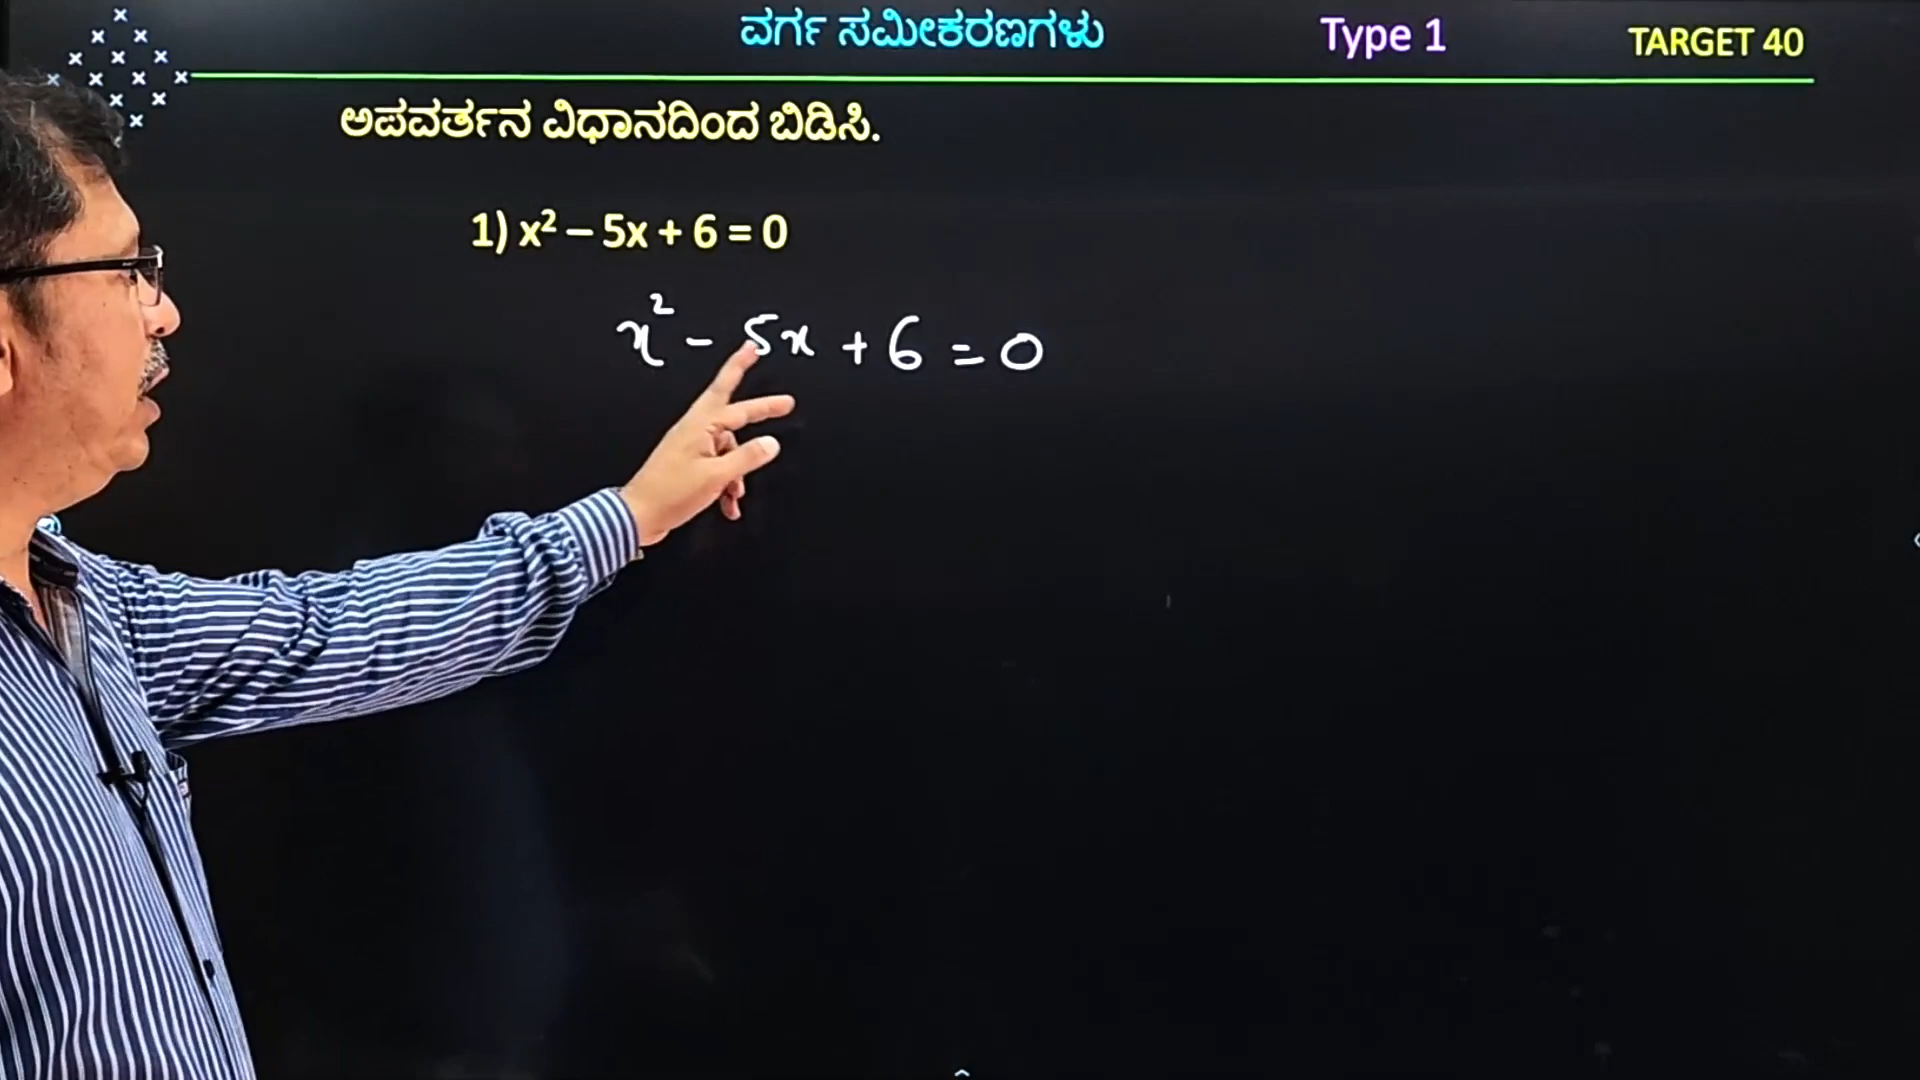 ವರ್ಗ ಸಮೀಕರಣಗಳು Type 1 TARGET 40
ಅಪವರ್ತನ ವಿಧಾನದಿಂದ ಬಿಡಿಸಿ.
1) x² – 5x + 6 = 0
x² - 5x + 6 = 0